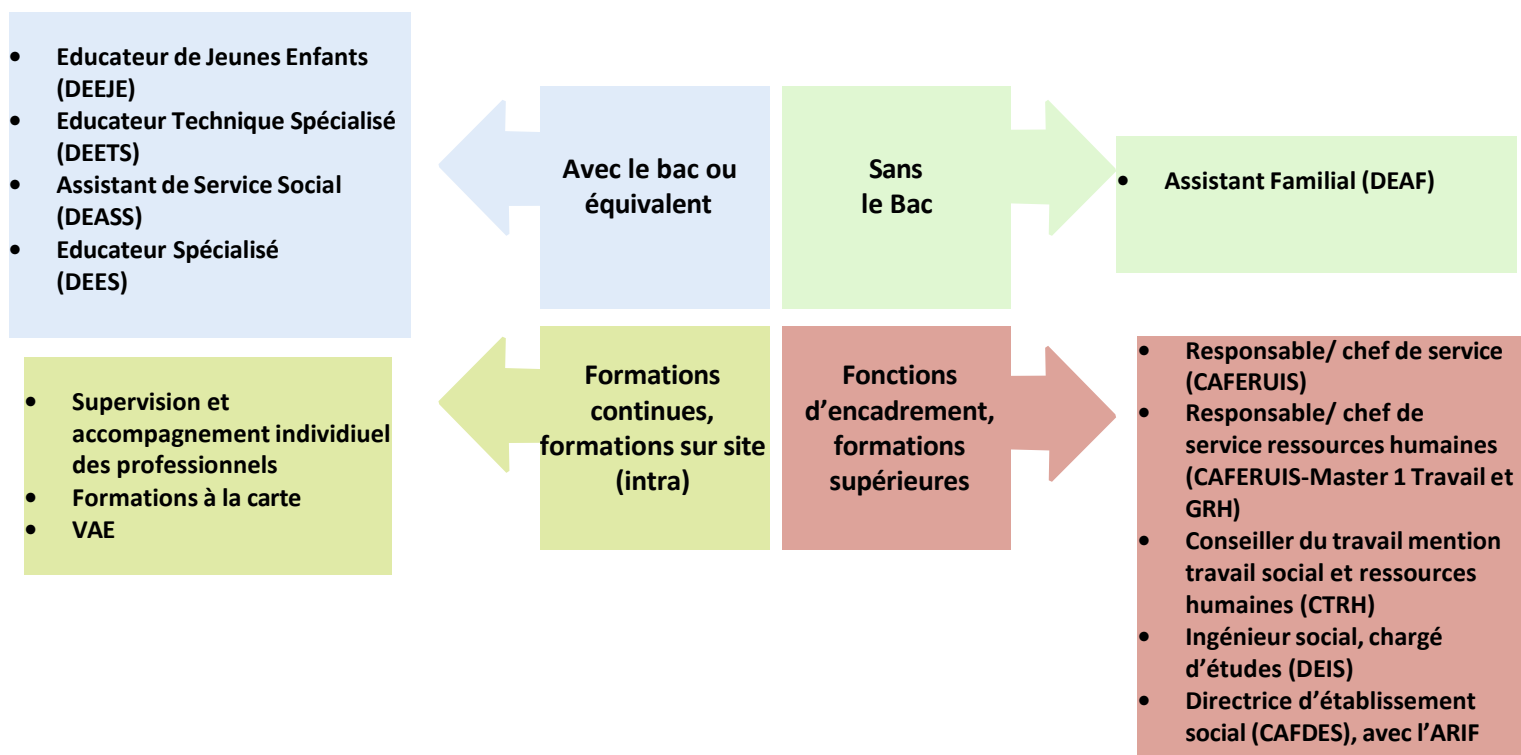 • Educateur de Jeunes Enfants
(DEEJE)
• Educateur Technique Spécialisé
(DEETS)
• Assistant de Service Social
(DEASS)
• Educateur Spécialisé
(DEES)
Avec le bac ou
équivalent
Sans
le Bac
• Assistant Familial (DEAF)
• Supervision et
accompagnement individiuel
des professionnels
• Formations à la carte
• VAE
Formations
continues,
formations sur site
(intra)
Fonctions
d’encadrement,
formations
supérieures
• Responsable/ chef de service
(CAFERUIS)
• Responsable/ chef de
service ressources humaines
(CAFERUIS-Master 1 Travail et
GRH)
• Conseiller du travail mention
travail social et ressources
humaines (CTRH)
• Ingénieur social, chargé
d’études (DEIS)
• Directrice d’établissement
social (CAFDES), avec l’ARIF